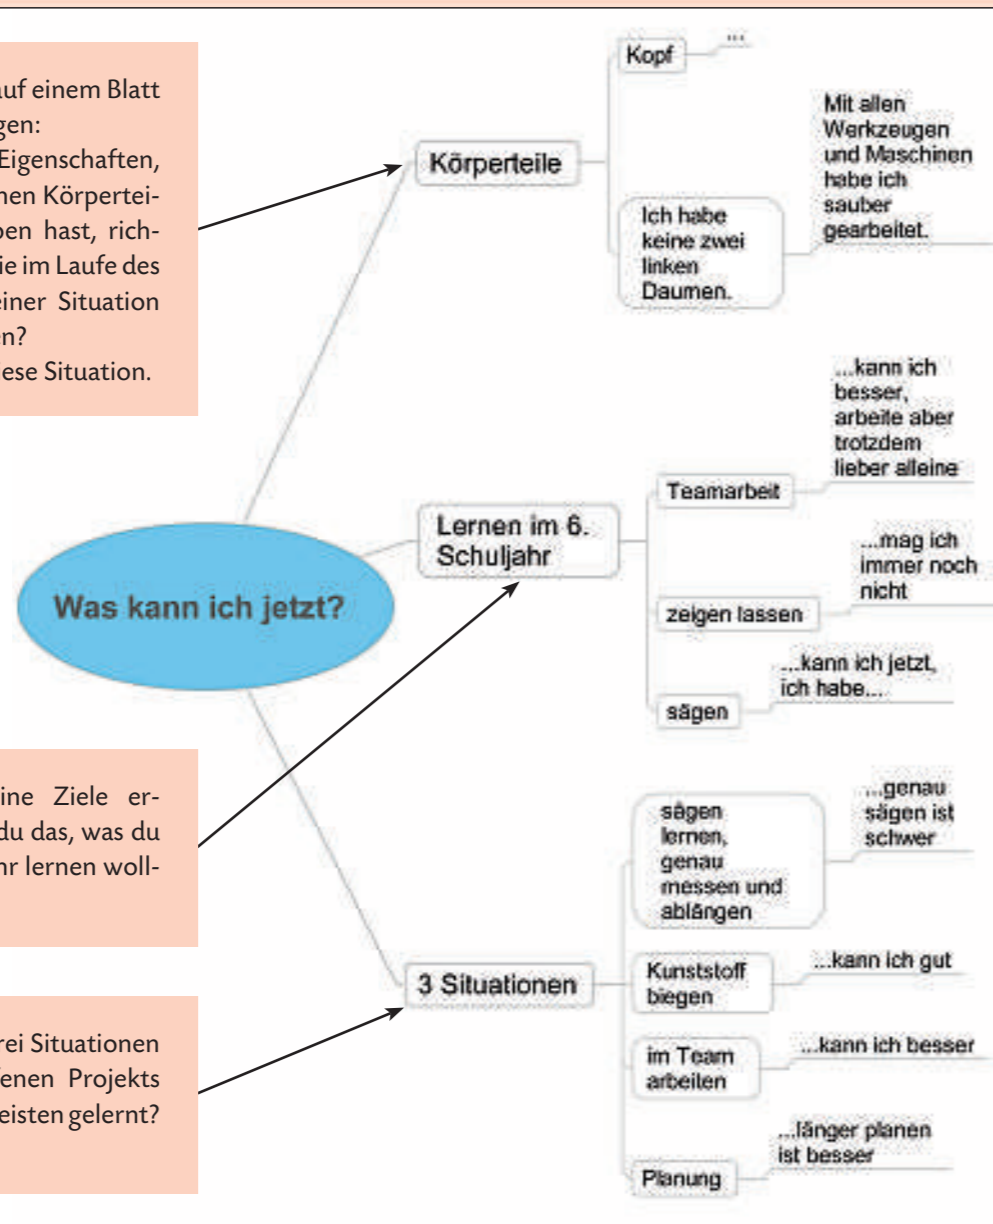 auf einem Blatt
gen:
Eigenschaften,
nen Körpertei-
ben hast, rich-
ie im Laufe des
einer Situation
en?
iese Situation.
ine Ziele er-
du das, was du
hr lernen woll-
rei Situationen
enen Projekts
eisten gelernt?
Was kann ich jetzt?
Körperteile
Kopf
...
Ich habe
keine zwei
linken
Daumen.
Mit allen
Werkzeugen
und Maschinen
habe ich
sauber
gearbeitet.
Lernen im 6.
Schuljahr
Teamarbeit
...kann ich
besser,
arbeite aber
trotzdem
lieber alleine
zeigen lassen
...mag ich
immer noch
nicht
sägen
...kann ich jetzt,
ich habe...
3 Situationen
sägen
lernen,
genau
messen und
ablängen
...genau
sägen ist
schwer
Kunststoff
biegen
...kann ich gut
im Team
arbeiten
...kann ich besser
Planung
...länger planen
ist besser